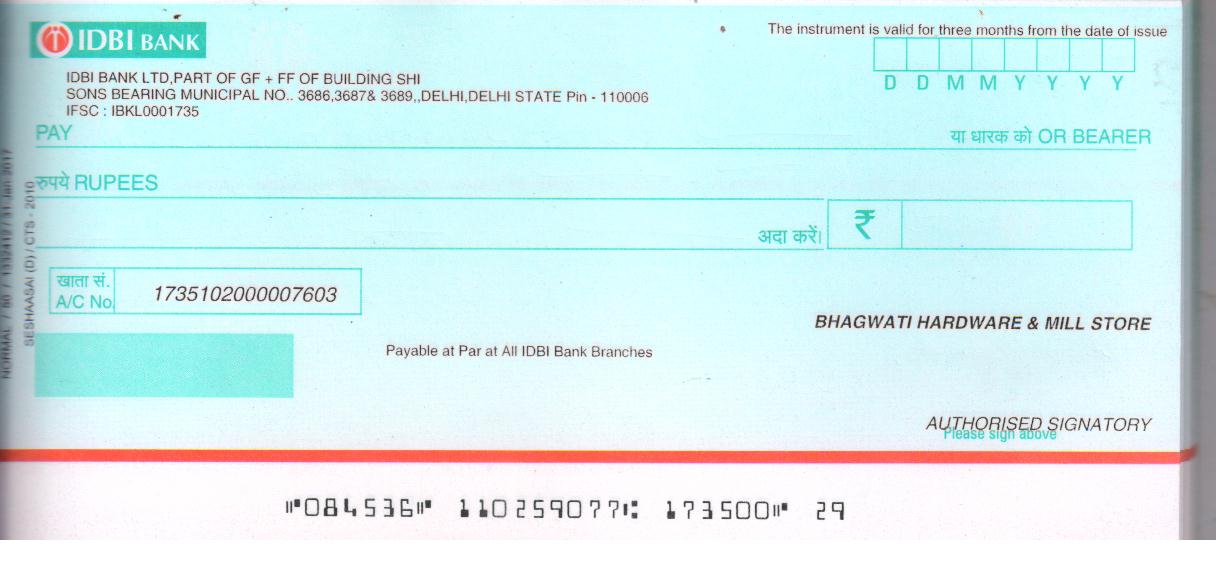 IDBI BANK
The instrument is valid for three months from the date of issue
D D M M Y Y Y Y
IDBI BANK LTD,PART OF GF + FF OF BUILDING SHI
SONS BEARING MUNICIPAL NO.. 3686,3687& 3689,,DELHI,DELHI STATE Pin - 110006
IFSC : IBKL0001735
PAY या धारक को OR BEARER
रुपये RUPEES
अदा करें। ₹
खाता सं.
A/C No. 1735102000007603
BHAGWATI HARDWARE & MILL STORE
Payable at Par at All IDBI Bank Branches
AUTHORISED SIGNATORY
Please sign above
⑈084536⑈ 110259077⑆ 173500⑈ 29
NORMAL / 50 / 1332412 / 31 Jan 2017
SESHAASAI (D) / CTS - 2010